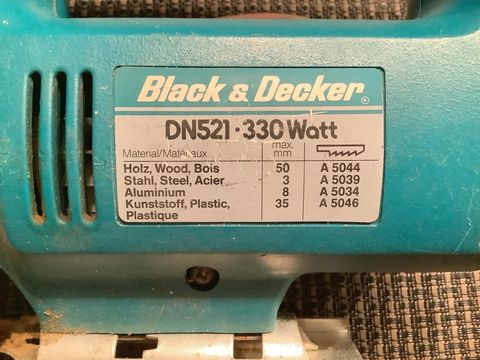 Black & Decker®
DN521·330 Watt
Material/Matériaux max. mm
Holz, Wood, Bois 50 A 5044
Stahl, Steel, Acier 3 A 5039
Aluminium 8 A 5034
Kunststoff, Plastic, 35 A 5046
Plastique